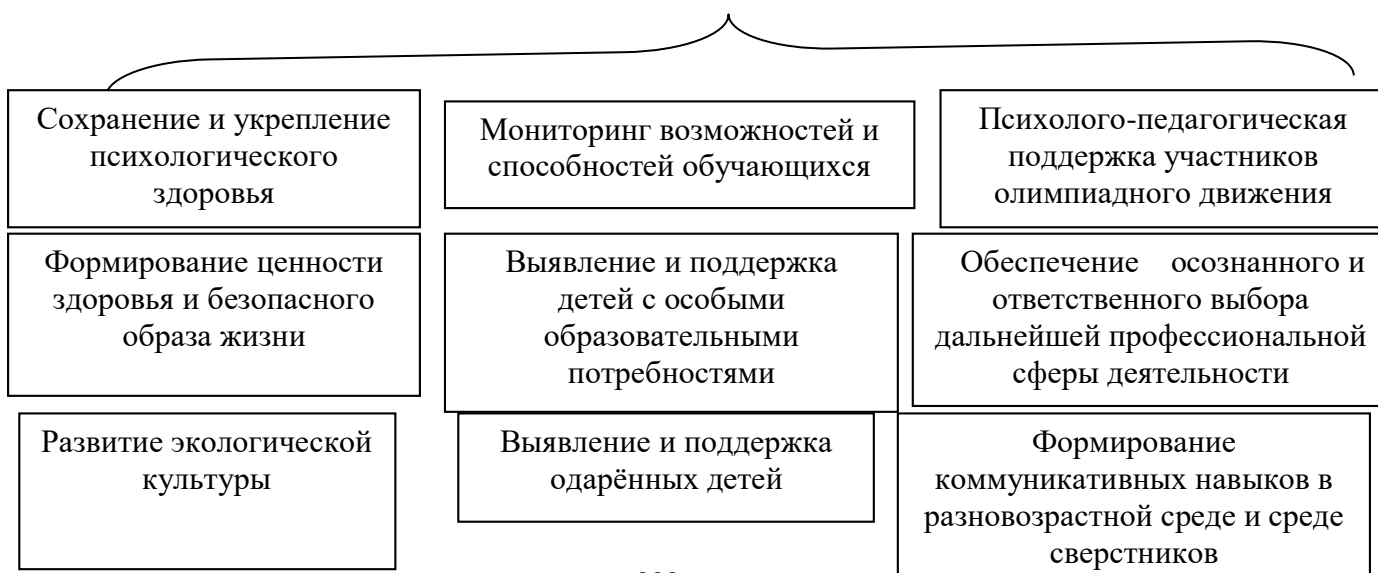 Сохранение и укрепление
психологического
здоровья
Мониторинг возможностей и
способностей обучающихся
Психолого-педагогическая
поддержка участников
олимпиадного движения
Формирование ценности
здоровья и безопасного
образа жизни
Выявление и поддержка
детей с особыми
образовательными
потребностями
Обеспечение осознанного и
ответственного выбора
дальнейшей профессиональной
сферы деятельности
Развитие экологической
культуры
Выявление и поддержка
одарённых детей
Формирование
коммуникативных навыков в
разновозрастной среде и среде
сверстников